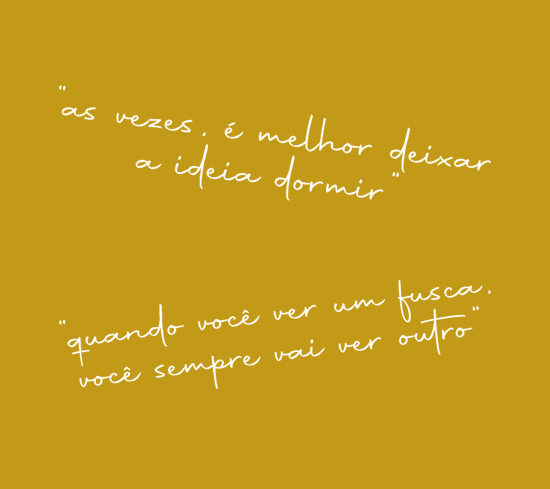 "as vezes, é melhor deixar
a ideia dormir"
"quando você ver um fusca,
você sempre vai ver outro"